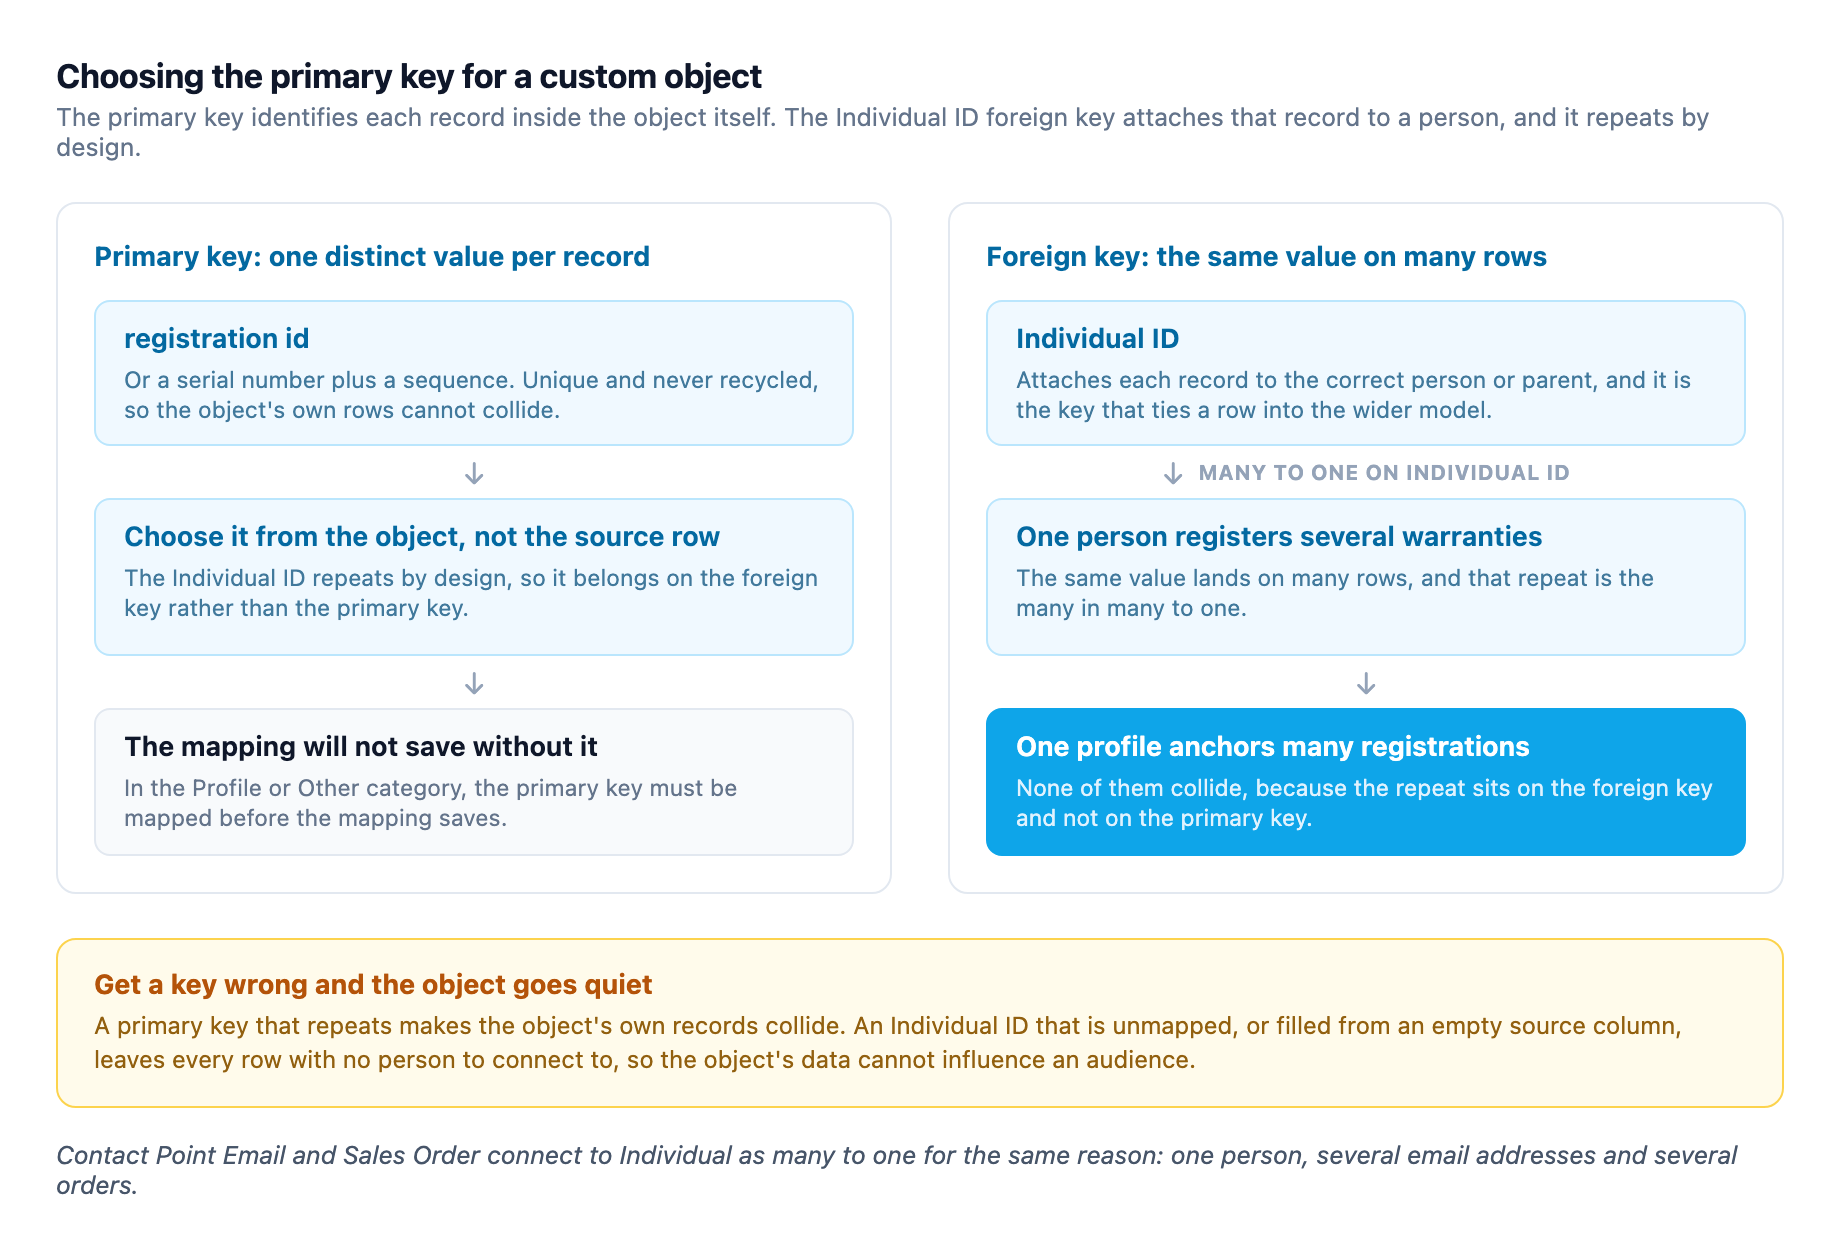 Choosing the primary key for a custom object
The primary key identifies each record inside the object itself. The Individual ID foreign key attaches that record to a person, and it repeats by
design.
Primary key: one distinct value per record
registration id
Or a serial number plus a sequence. Unique and never recycled,
so the object's own rows cannot collide.
Choose it from the object, not the source row
The Individual ID repeats by design, so it belongs on the foreign
key rather than the primary key.
The mapping will not save without it
In the Profile or Other category, the primary key must be
mapped before the mapping saves.
Foreign key: the same value on many rows
Individual ID
Attaches each record to the correct person or parent, and it is
the key that ties a row into the wider model.
MANY TO ONE ON INDIVIDUAL ID
One person registers several warranties
The same value lands on many rows, and that repeat is the
many in many to one.
One profile anchors many registrations
None of them collide, because the repeat sits on the foreign key
and not on the primary key.
Get a key wrong and the object goes quiet
A primary key that repeats makes the object's own records collide. An Individual ID that is unmapped, or filled from an empty source column,
leaves every row with no person to connect to, so the object's data cannot influence an audience.
Contact Point Email and Sales Order connect to Individual as many to one for the same reason: one person, several email addresses and several
orders.